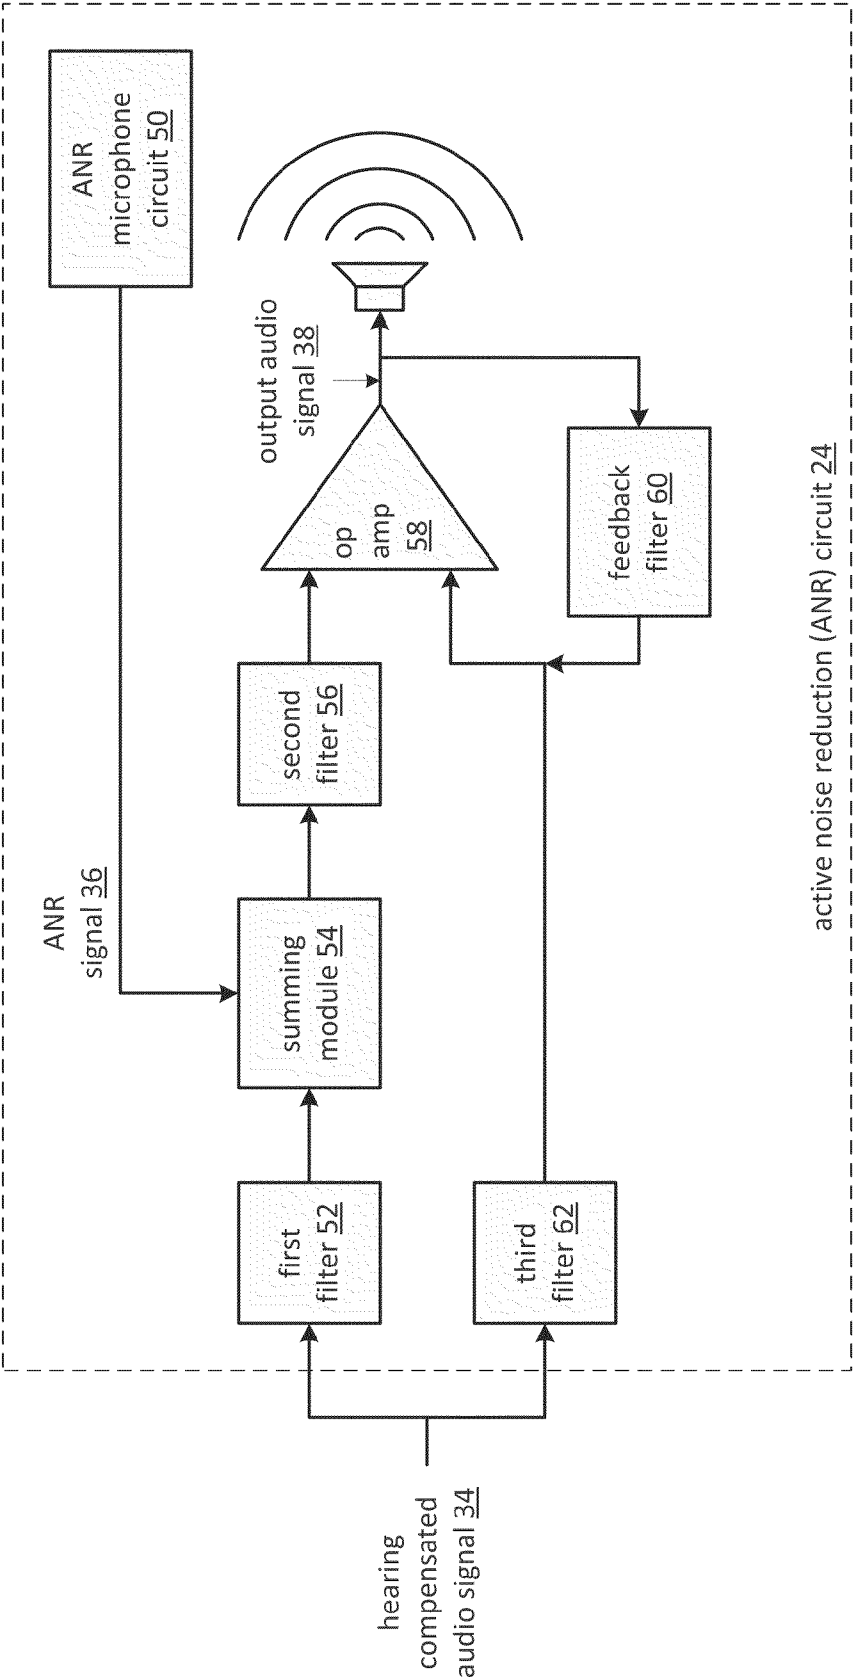 ANR
microphone
circuit 50
output audio
signal 38
op
amp
58
feedback
filter 60
second
filter 56
ANR
signal 36
summing
module 54
first
filter 52
third
filter 62
hearing
compensated
audio signal 34
active noise reduction (ANR) circuit 24